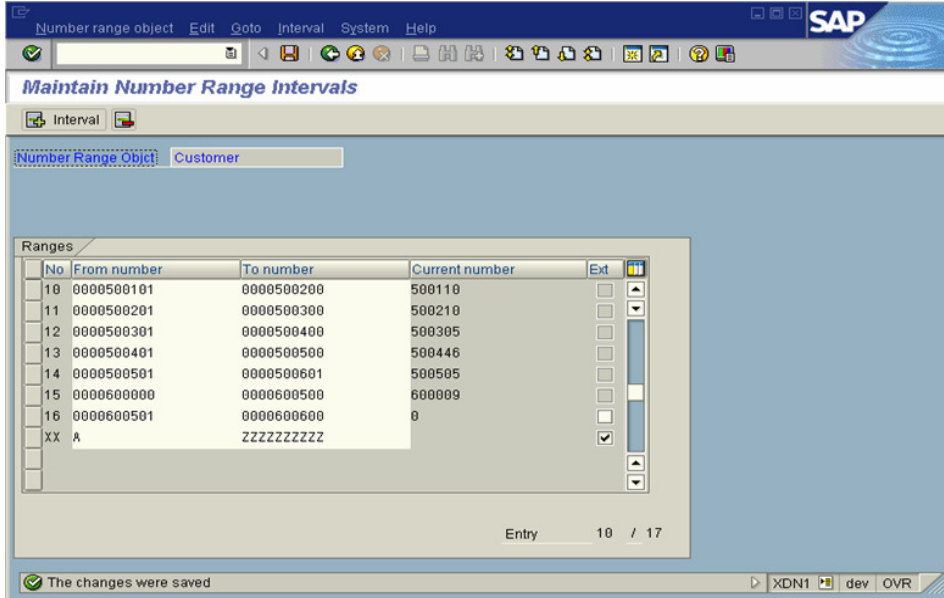 Number range object Edit Goto Interval System Help
SAP
Maintain Number Range Intervals
Interval
Number Range Objct Customer
Ranges
No From number To number Current number Ext
10 0000500101 0000500200 500110
11 0000500201 0000500300 500210
12 0000500301 0000500400 500305
13 0000500401 0000500500 500446
14 0000500501 0000500601 500505
15 0000600000 0000600500 600009
16 0000600501 0000600600 0
XX A ZZZZZZZZZZ
Entry 10 / 17
The changes were saved XDN1 dev OVR